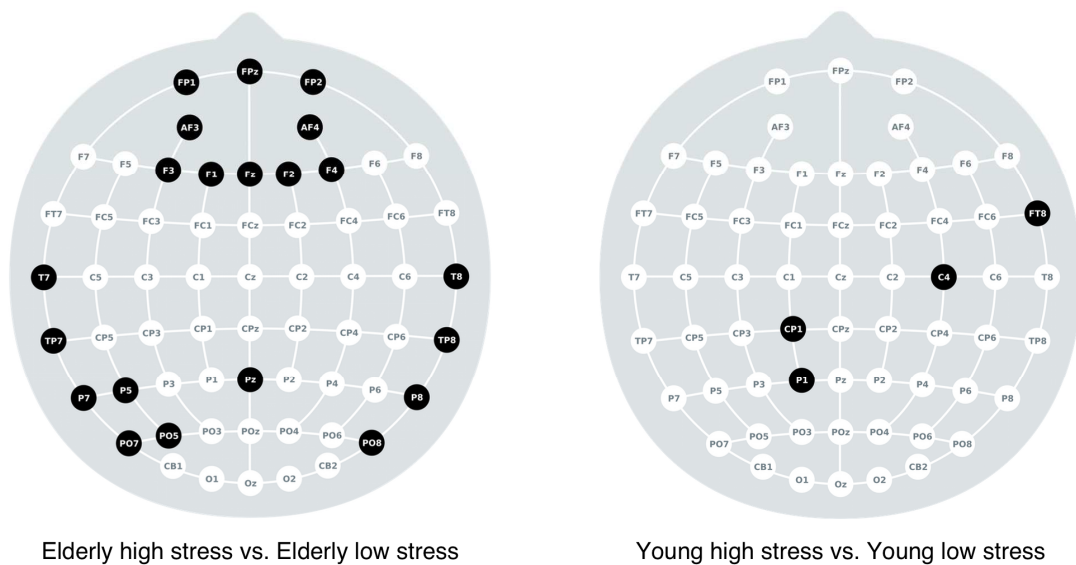 FPz
FP1 FP2
AF3 AF4
F7 F5 F3 F1 Fz F2 F4 F6 F8
FT7 FC5 FC3 FC1 FCz FC2 FC4 FC6 FT8
T7 C5 C3 C1 Cz C2 C4 C6 T8
TP7 CP5 CP3 CP1 CPz CP2 CP4 CP6 TP8
P7 P5 P3 P1 Pz P2 P4 P6 P8
PO7 PO5 PO3 POz PO4 PO6 PO8
CB1 O1 Oz O2 CB2
Elderly high stress vs. Elderly low stress
FPz
FP1 FP2
AF3 AF4
F7 F5 F3 F1 Fz F2 F4 F6 F8
FT7 FC5 FC3 FC1 FCz FC2 FC4 FC6 FT8
T7 C5 C3 C1 Cz C2 C4 C6 T8
TP7 CP5 CP3 CP1 CPz CP2 CP4 CP6 TP8
P7 P5 P3 P1 Pz P2 P4 P6 P8
PO7 PO5 PO3 POz PO4 PO6 PO8
CB1 O1 Oz O2 CB2
Young high stress vs. Young low stress